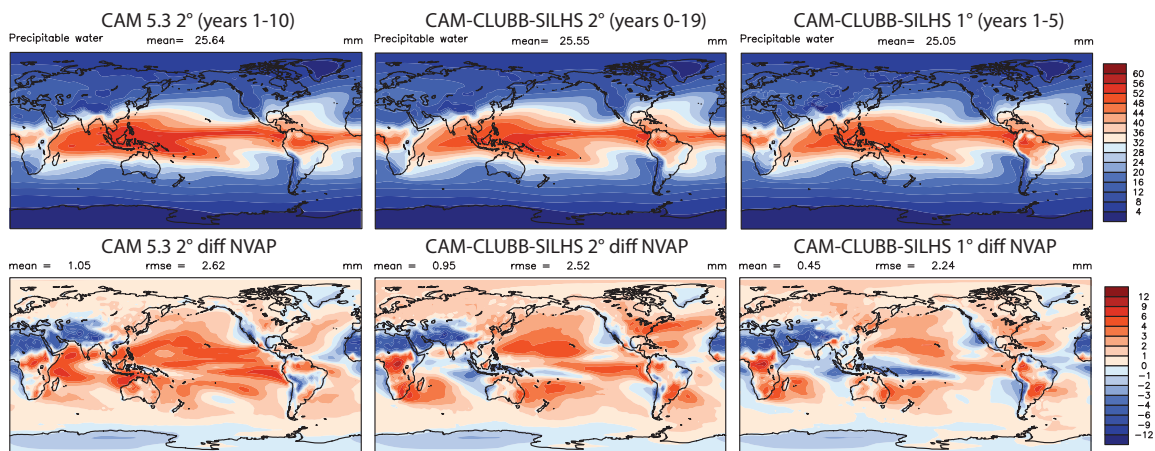 CAM 5.3 2° (years 1-10)
Precipitable water mean= 25.64 mm
CAM-CLUBB-SILHS 2° (years 0-19)
Precipitable water mean= 25.55 mm
CAM-CLUBB-SILHS 1° (years 1-5)
Precipitable water mean= 25.05 mm
60
56
52
48
44
40
36
32
28
24
20
16
12
8
4
CAM 5.3 2° diff NVAP
mean = 1.05 rmse = 2.62 mm
CAM-CLUBB-SILHS 2° diff NVAP
mean = 0.95 rmse = 2.52 mm
CAM-CLUBB-SILHS 1° diff NVAP
mean = 0.45 rmse = 2.24 mm
12
9
6
4
3
2
1
0
−1
−2
−3
−4
−6
−9
−12